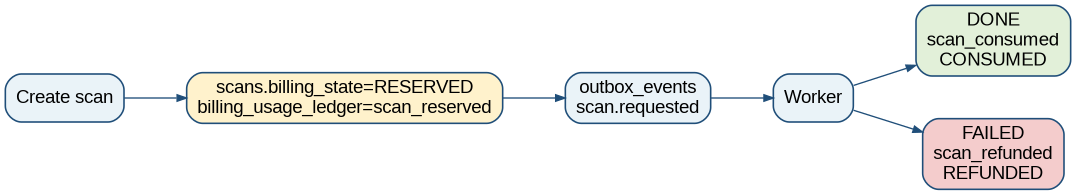 Create scan
scans.billing_state=RESERVED
billing_usage_ledger=scan_reserved
outbox_events
scan.requested
Worker
DONE
scan_consumed
CONSUMED
FAILED
scan_refunded
REFUNDED